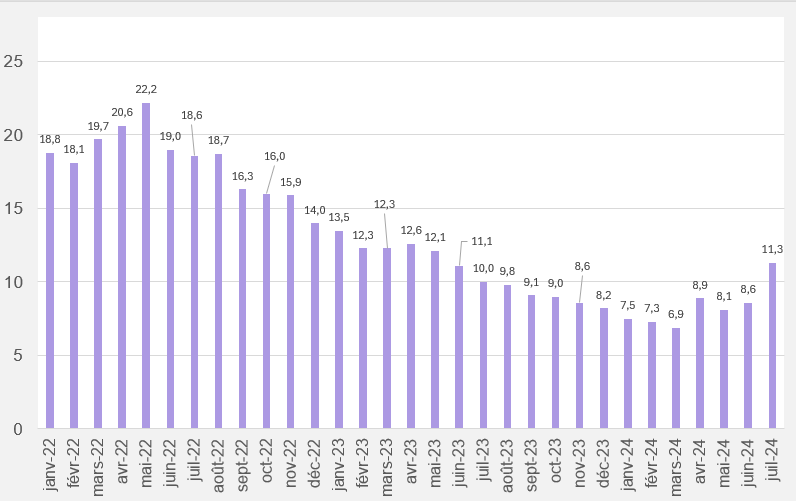 25
20
15
10
5
0
18,8
18,1
19,7
20,6
22,2
19,0
18,6
18,7
16,3
16,0
15,9
14,0
13,5
12,3
12,3
12,6
12,1
11,1
10,0
9,8
9,1
9,0
8,6
8,2
7,5
7,3
6,9
8,9
8,1
8,6
11,3
janv-22
févr-22
mars-22
avr-22
mai-22
juin-22
juil-22
août-22
sept-22
oct-22
nov-22
déc-22
janv-23
févr-23
mars-23
avr-23
mai-23
juin-23
juil-23
août-23
sept-23
oct-23
nov-23
déc-23
janv-24
févr-24
mars-24
avr-24
mai-24
juin-24
juil-24